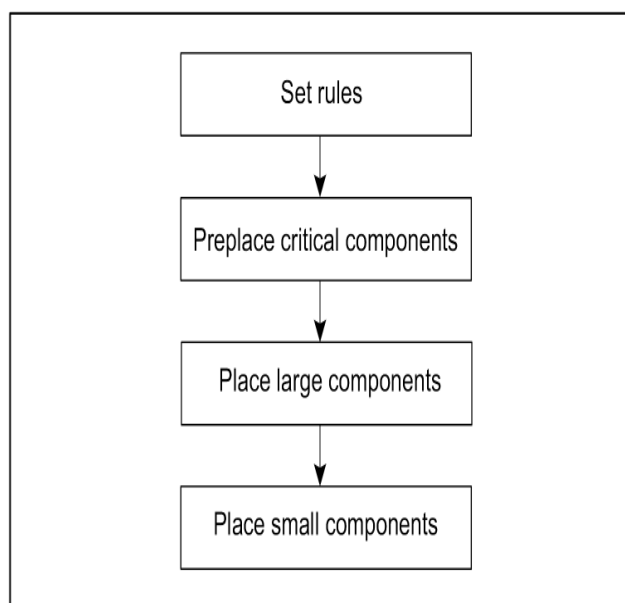 Set rules
Preplace critical components
Place large components
Place small components